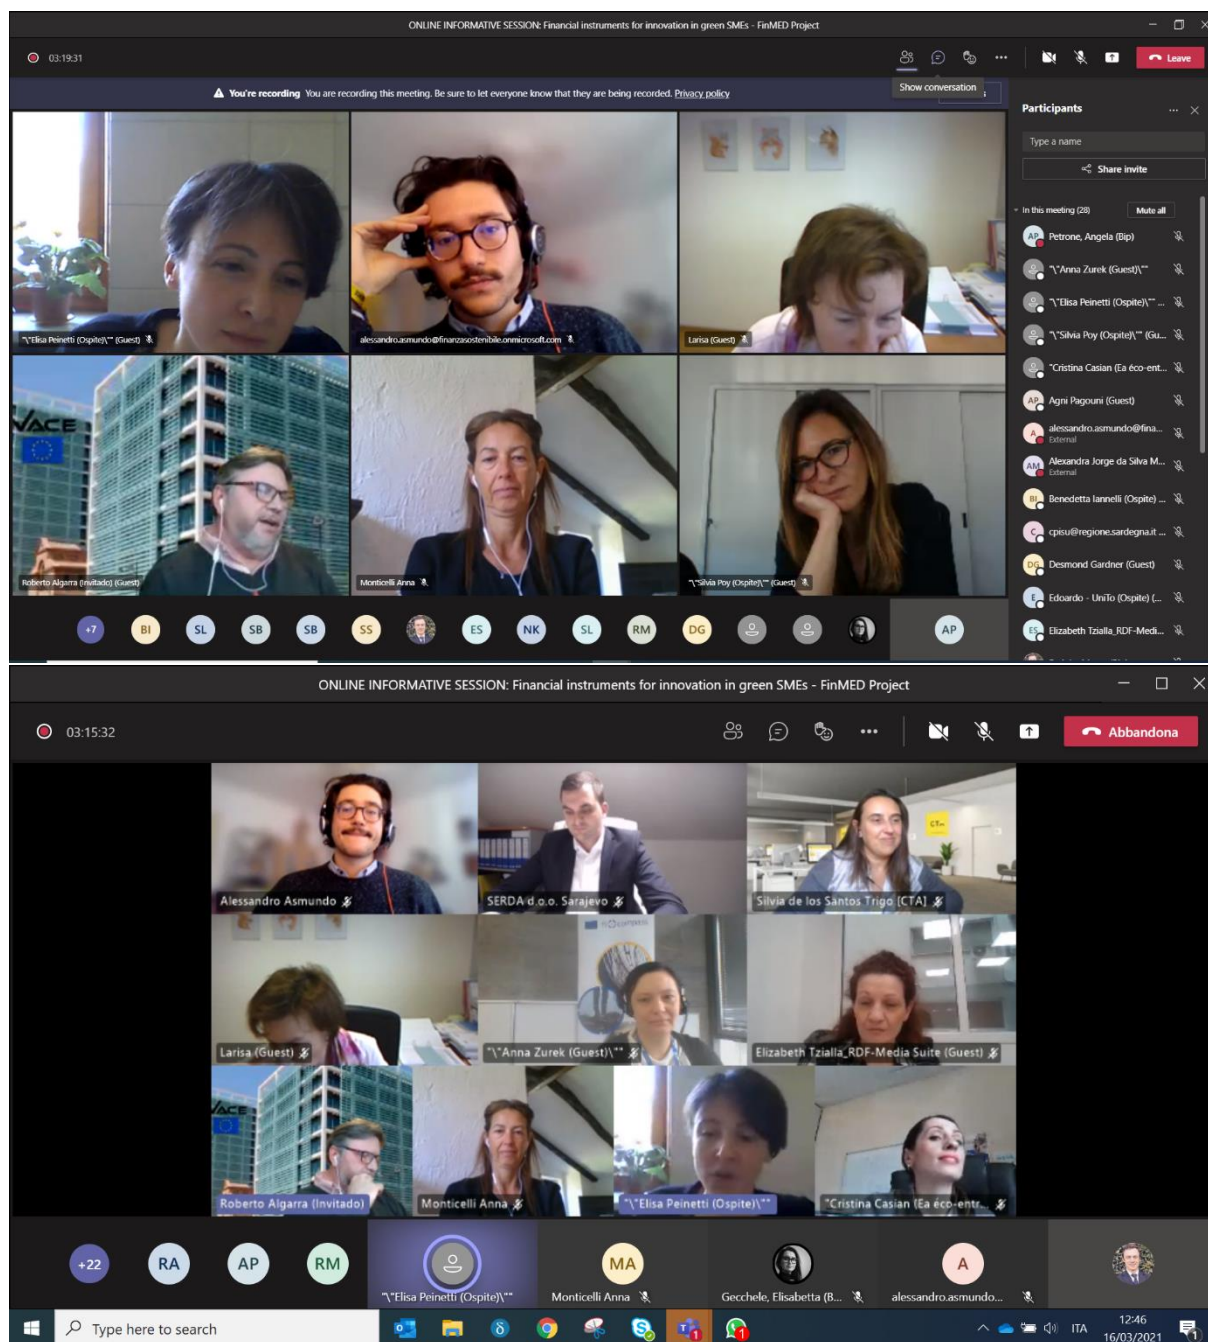 ONLINE INFORMATIVE SESSION: Financial instruments for innovation in green SMEs - FinMED Project
03:19:31
Leave
You're recording You are recording this meeting. Be sure to let everyone know that they are being recorded. Privacy policy
Show conversation
Participants
Type a name
Share invite
In this meeting (28) Mute all
AP Petrone, Angela (Bip)
"\"Anna Zurek (Guest)\""
"\"Elisa Peinetti (Ospite)\"" ...
"\"Silvia Poy (Ospite)\"" (Gu...
"Cristina Casian (Ea éco-ent...
AP Agni Pagouni (Guest)
A alessandro.asmundo@fina...
External
AM Alexandra Jorge da Silva M...
External
BI Benedetta Iannelli (Ospite) ...
C cpisu@regione.sardegna.it ...
DG Desmond Gardner (Guest)
E Edoardo - UniTo (Ospite) (...
ES Elizabeth Tzialla_RDF-Medi...
"\"Elisa Peinetti (Ospite)\"" (Guest)
alessandro.asmundo@finanzasostenibile.onmicrosoft.com
Larisa (Guest)
VACE
Roberto Algarra (Invitado) (Guest)
Monticelli Anna
"\"Silvia Poy (Ospite)\"" (Guest)
+7 BI SL SB SB SS ES NK SL RM DG AP
ONLINE INFORMATIVE SESSION: Financial instruments for innovation in green SMEs - FinMED Project
03:15:32
Abbandona
Alessandro Asmundo
SERDA d.o.o. Sarajevo
Silvia de los Santos Trigo [CTA]
Larisa (Guest)
"\"Anna Zurek (Guest)\""
Elizabeth Tzialla_RDF-Media Suite (Guest)
VACE
Roberto Algarra (Invitado)
Monticelli Anna
"\"Elisa Peinetti (Ospite)\""
"Cristina Casian (Ea éco-entr...
+22 RA AP RM MA A
"\"Elisa Peinetti (Ospite)\""
Monticelli Anna
Gecchele, Elisabetta (B...
alessandro.asmundo...
Type here to search
ITA
12:46
16/03/2021